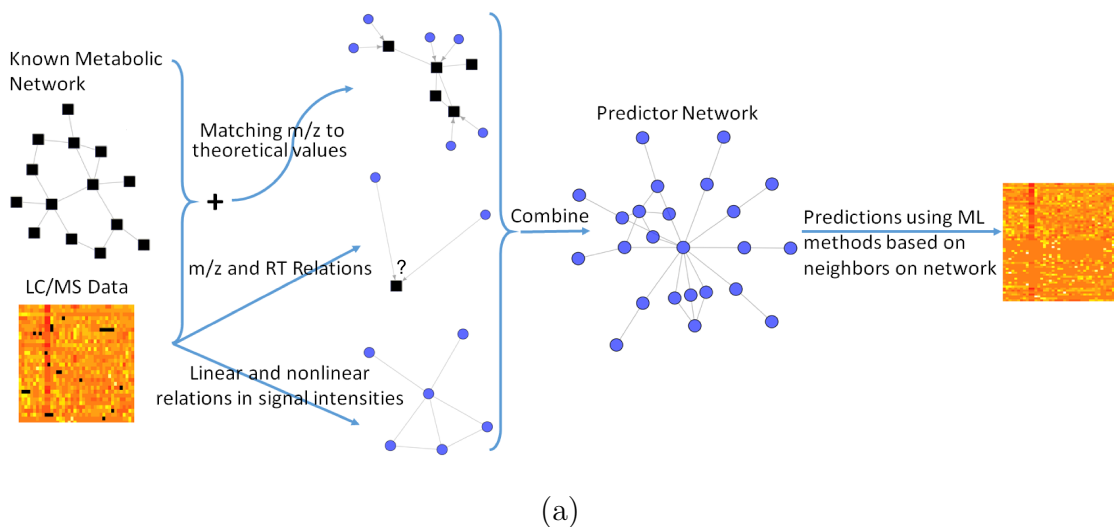 Known Metabolic
Network
LC/MS Data
+
Matching m/z to
theoretical values
m/z and RT Relations
Linear and nonlinear
relations in signal intensities
?
Combine
Predictor Network
Predictions using ML
methods based on
neighbors on network
(a)